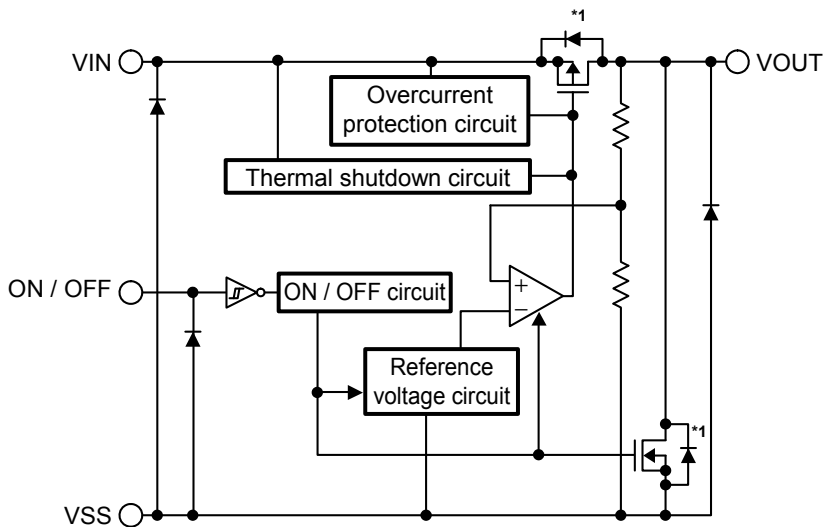 *1
VIN
VOUT
Overcurrent
protection circuit
Thermal shutdown circuit
ON / OFF
ON / OFF circuit
+
−
Reference
voltage circuit
*1
VSS